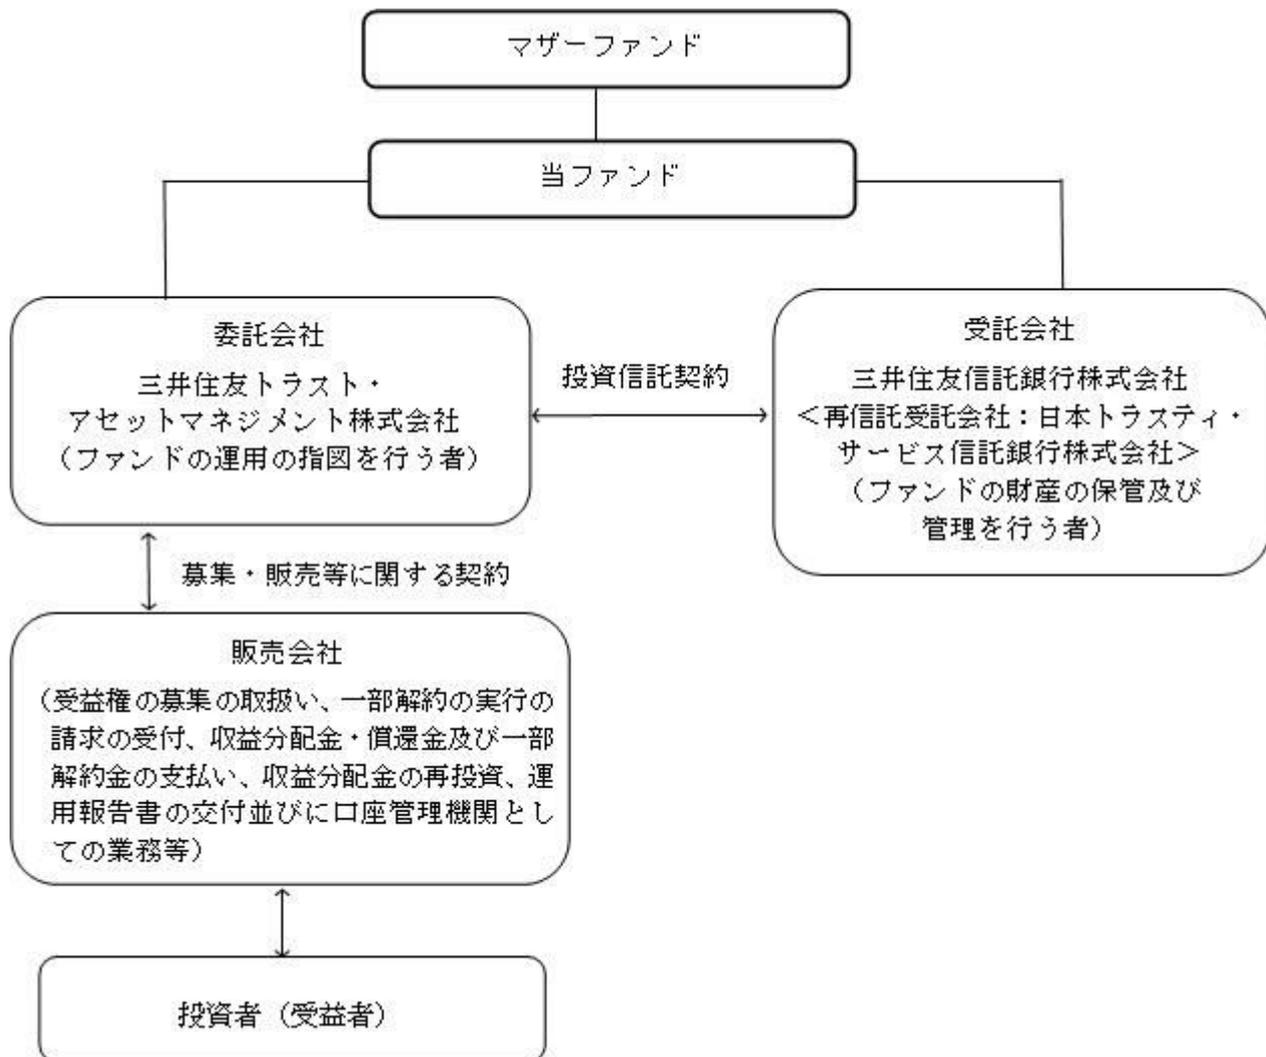 マザーファンド
当ファンド
委託会社
三井住友トラスト・
アセットマネジメント株式会社
（ファンドの運用の指図を行う者）
投資信託契約
受託会社
三井住友信託銀行株式会社
＜再信託受託会社：日本トラスティ・
サービス信託銀行株式会社＞
（ファンドの財産の保管及び
管理を行う者）
募集・販売等に関する契約
販売会社
（受益権の募集の取扱い、一部解約の実行の
請求の受付、収益分配金・償還金及び一部
解約金の支払い、収益分配金の再投資、運
用報告書の交付並びに口座管理機関とし
ての業務等）
投資者（受益者）